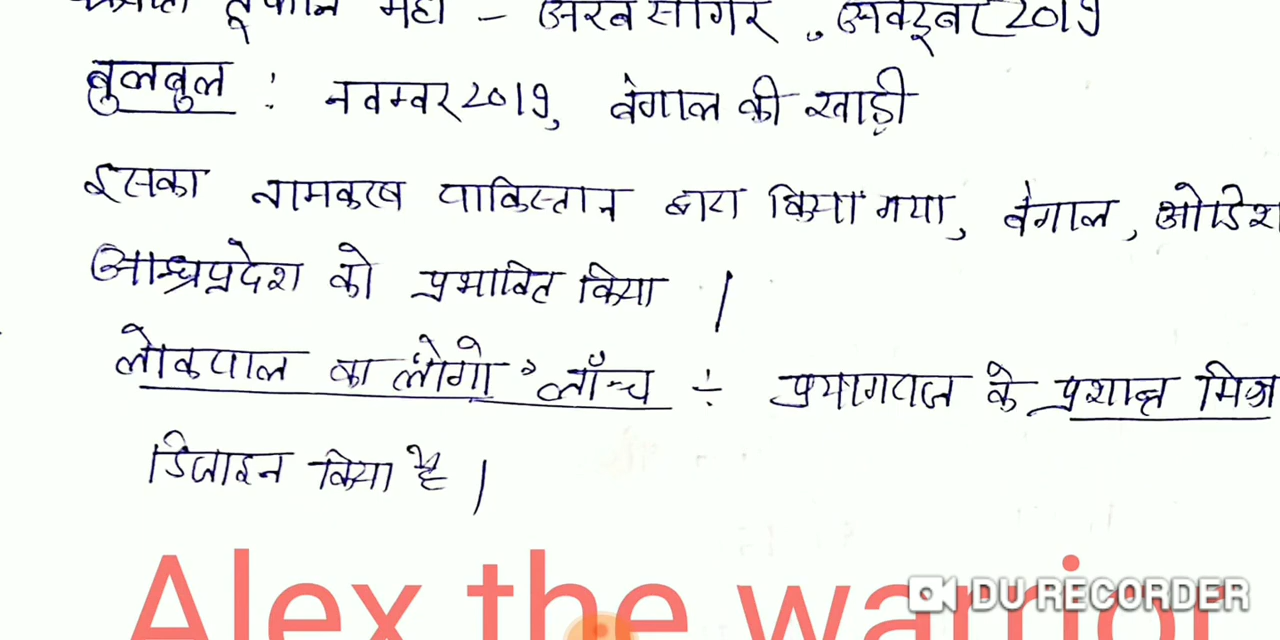 तूफान महा - अरब सागर, अक्टूबर 2019
बुलबुल : नवम्बर 2019, बंगाल की खाड़ी
इसका नामकरण पाकिस्तान द्वारा किया गया, बंगाल, ओडिश
आन्ध्रप्रदेश को प्रभावित किया |
लोकपाल का लोगो लॉन्च ÷ प्रयागराज के प्रशान्त मिश्र
डिजाइन किया है |
Alex the warrior
DU RECORDER